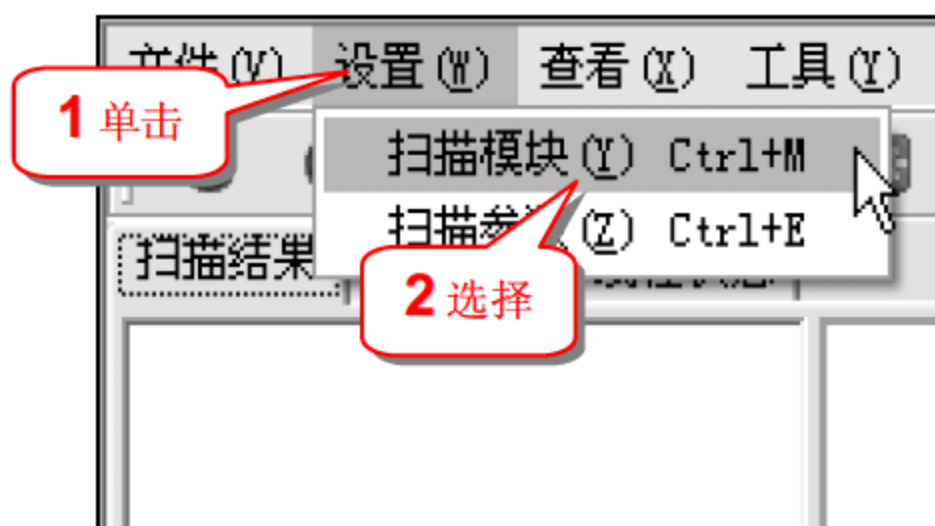 文件(V) 设置(W) 查看(X) 工具(Y)
1 单击
扫描模块(Y) Ctrl+M
扫描参(Z) Ctrl+E
扫描结果
2 选择